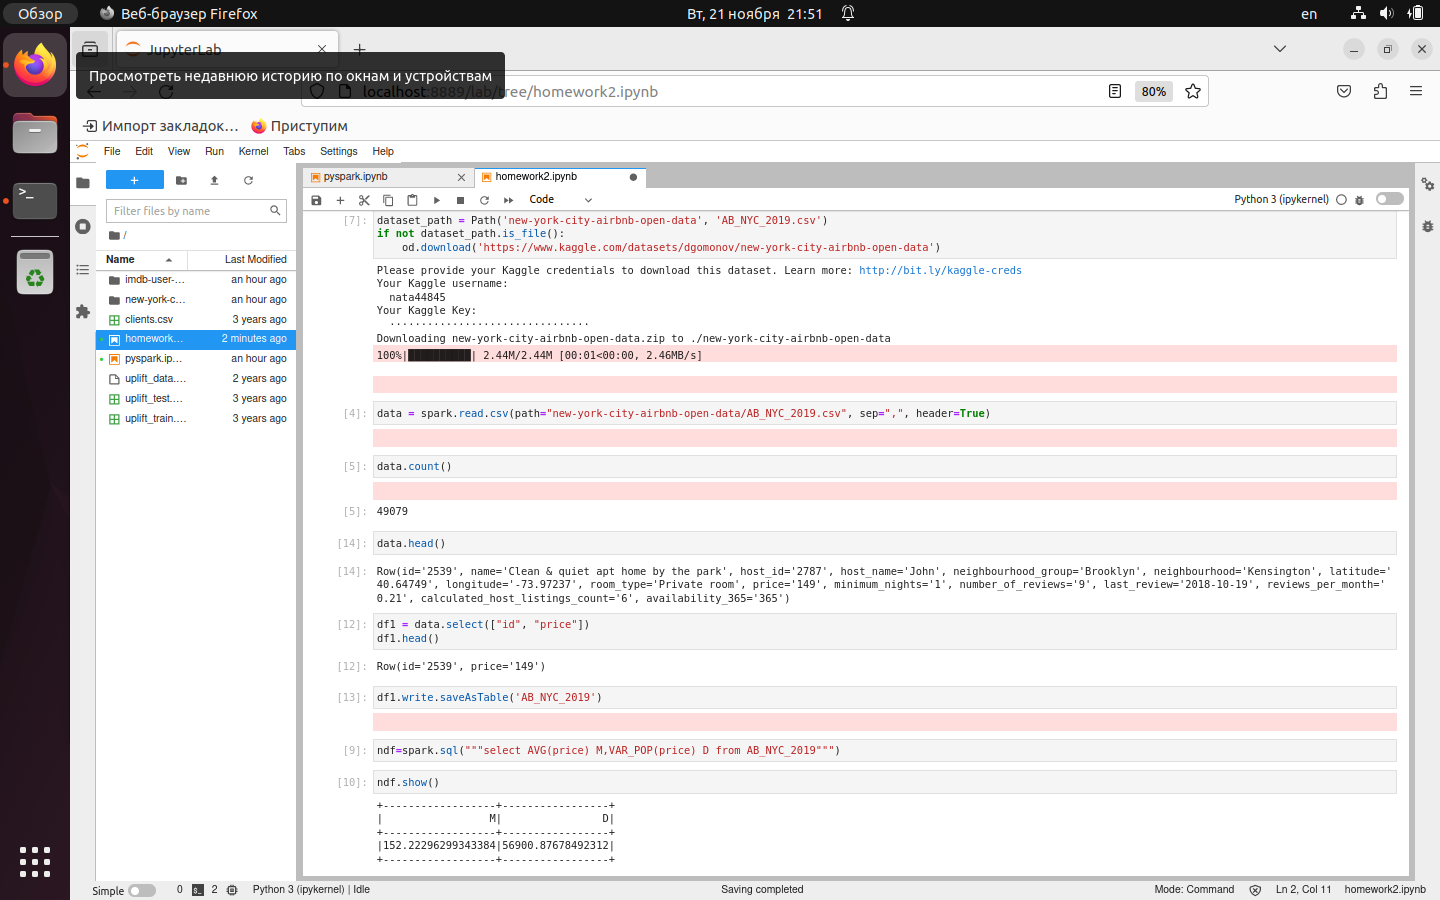 Обзор
Веб-браузер Firefox
Вт, 21 ноября 21:51
en
JupyterLab
Просмотреть недавнюю историю по окнам и устройствам
localhost:8889/lab/tree/homework2.ipynb
80%
Импорт закладок…
Приступим
File Edit View Run Kernel Tabs Settings Help
Filter files by name
/
Name Last Modified
imdb-user-... an hour ago
new-york-c... an hour ago
clients.csv 3 years ago
homework... 2 minutes ago
pyspark.ip... an hour ago
uplift_data.... 2 years ago
uplift_test.... 3 years ago
uplift_train.... 3 years ago
pyspark.ipynb
homework2.ipynb
Code
Python 3 (ipykernel)
[7]: dataset_path = Path('new-york-city-airbnb-open-data', 'AB_NYC_2019.csv')
if not dataset_path.is_file():
    od.download('https://www.kaggle.com/datasets/dgomonov/new-york-city-airbnb-open-data')
Please provide your Kaggle credentials to download this dataset. Learn more: http://bit.ly/kaggle-creds
Your Kaggle username:
nata44845
Your Kaggle Key:
································
Downloading new-york-city-airbnb-open-data.zip to ./new-york-city-airbnb-open-data
100%|██████████| 2.44M/2.44M [00:01<00:00, 2.46MB/s]
[4]: data = spark.read.csv(path="new-york-city-airbnb-open-data/AB_NYC_2019.csv", sep=",", header=True)
[5]: data.count()
[5]: 49079
[14]: data.head()
[14]: Row(id='2539', name='Clean & quiet apt home by the park', host_id='2787', host_name='John', neighbourhood_group='Brooklyn', neighbourhood='Kensington', latitude='
40.64749', longitude='-73.97237', room_type='Private room', price='149', minimum_nights='1', number_of_reviews='9', last_review='2018-10-19', reviews_per_month='
0.21', calculated_host_listings_count='6', availability_365='365')
[12]: df1 = data.select(["id", "price"])
df1.head()
[12]: Row(id='2539', price='149')
[13]: df1.write.saveAsTable('AB_NYC_2019')
[9]: ndf=spark.sql("""select AVG(price) M,VAR_POP(price) D from AB_NYC_2019""")
[10]: ndf.show()
+------------------+-----------------+
|                 M|                D|
+------------------+-----------------+
|152.22296299343384|56900.87678492312|
+------------------+-----------------+
Simple 0 2 Python 3 (ipykernel) | Idle
Saving completed
Mode: Command
Ln 2, Col 11
homework2.ipynb